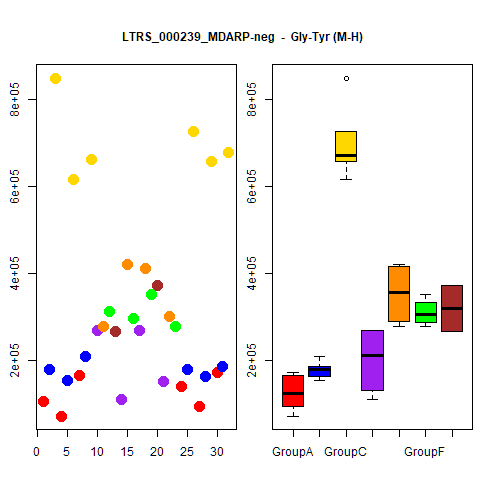 LTRS_000239_MDARP-neg  -  Gly-Tyr (M-H)
8e+05
6e+05
4e+05
2e+05
0 5 10 15 20 25 30
8e+05
6e+05
4e+05
2e+05
GroupA GroupC GroupF